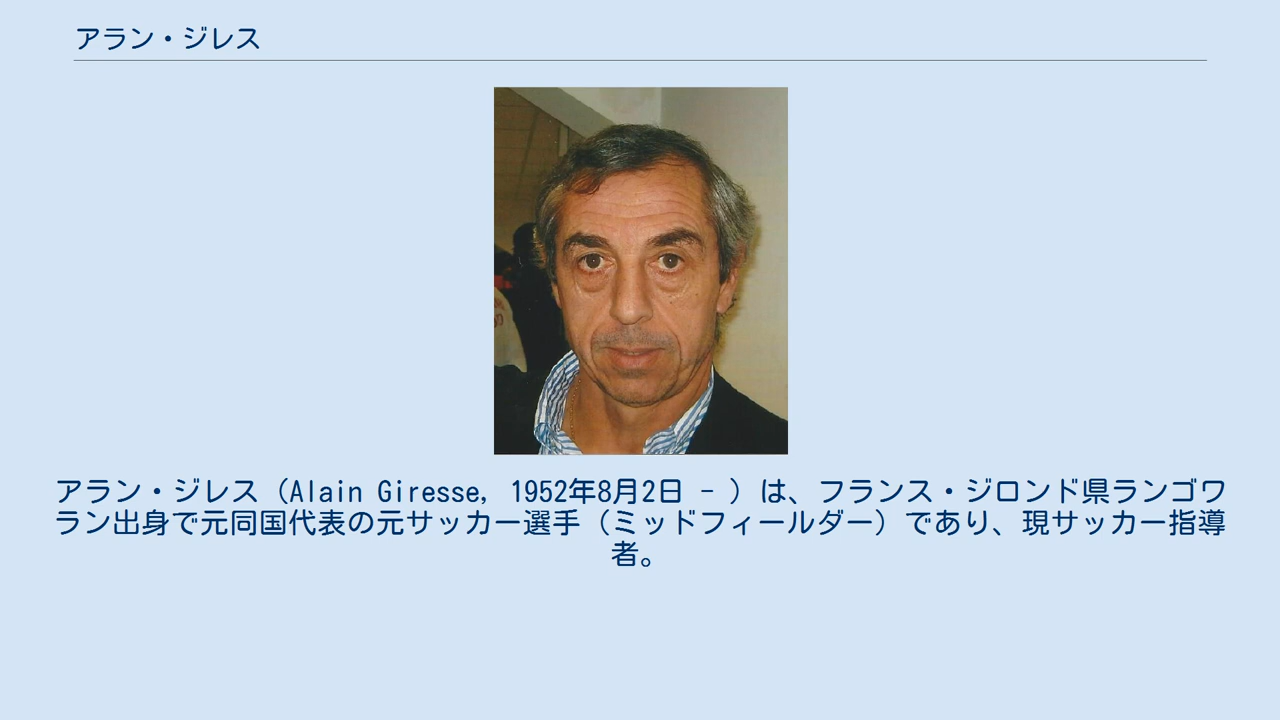 アラン・ジレス
アラン・ジレス（Alain Giresse, 1952年8月2日 - ）は、フランス・ジロンド県ランゴワ
ラン出身で元同国代表の元サッカー選手（ミッドフィールダー）であり、現サッカー指導
者。